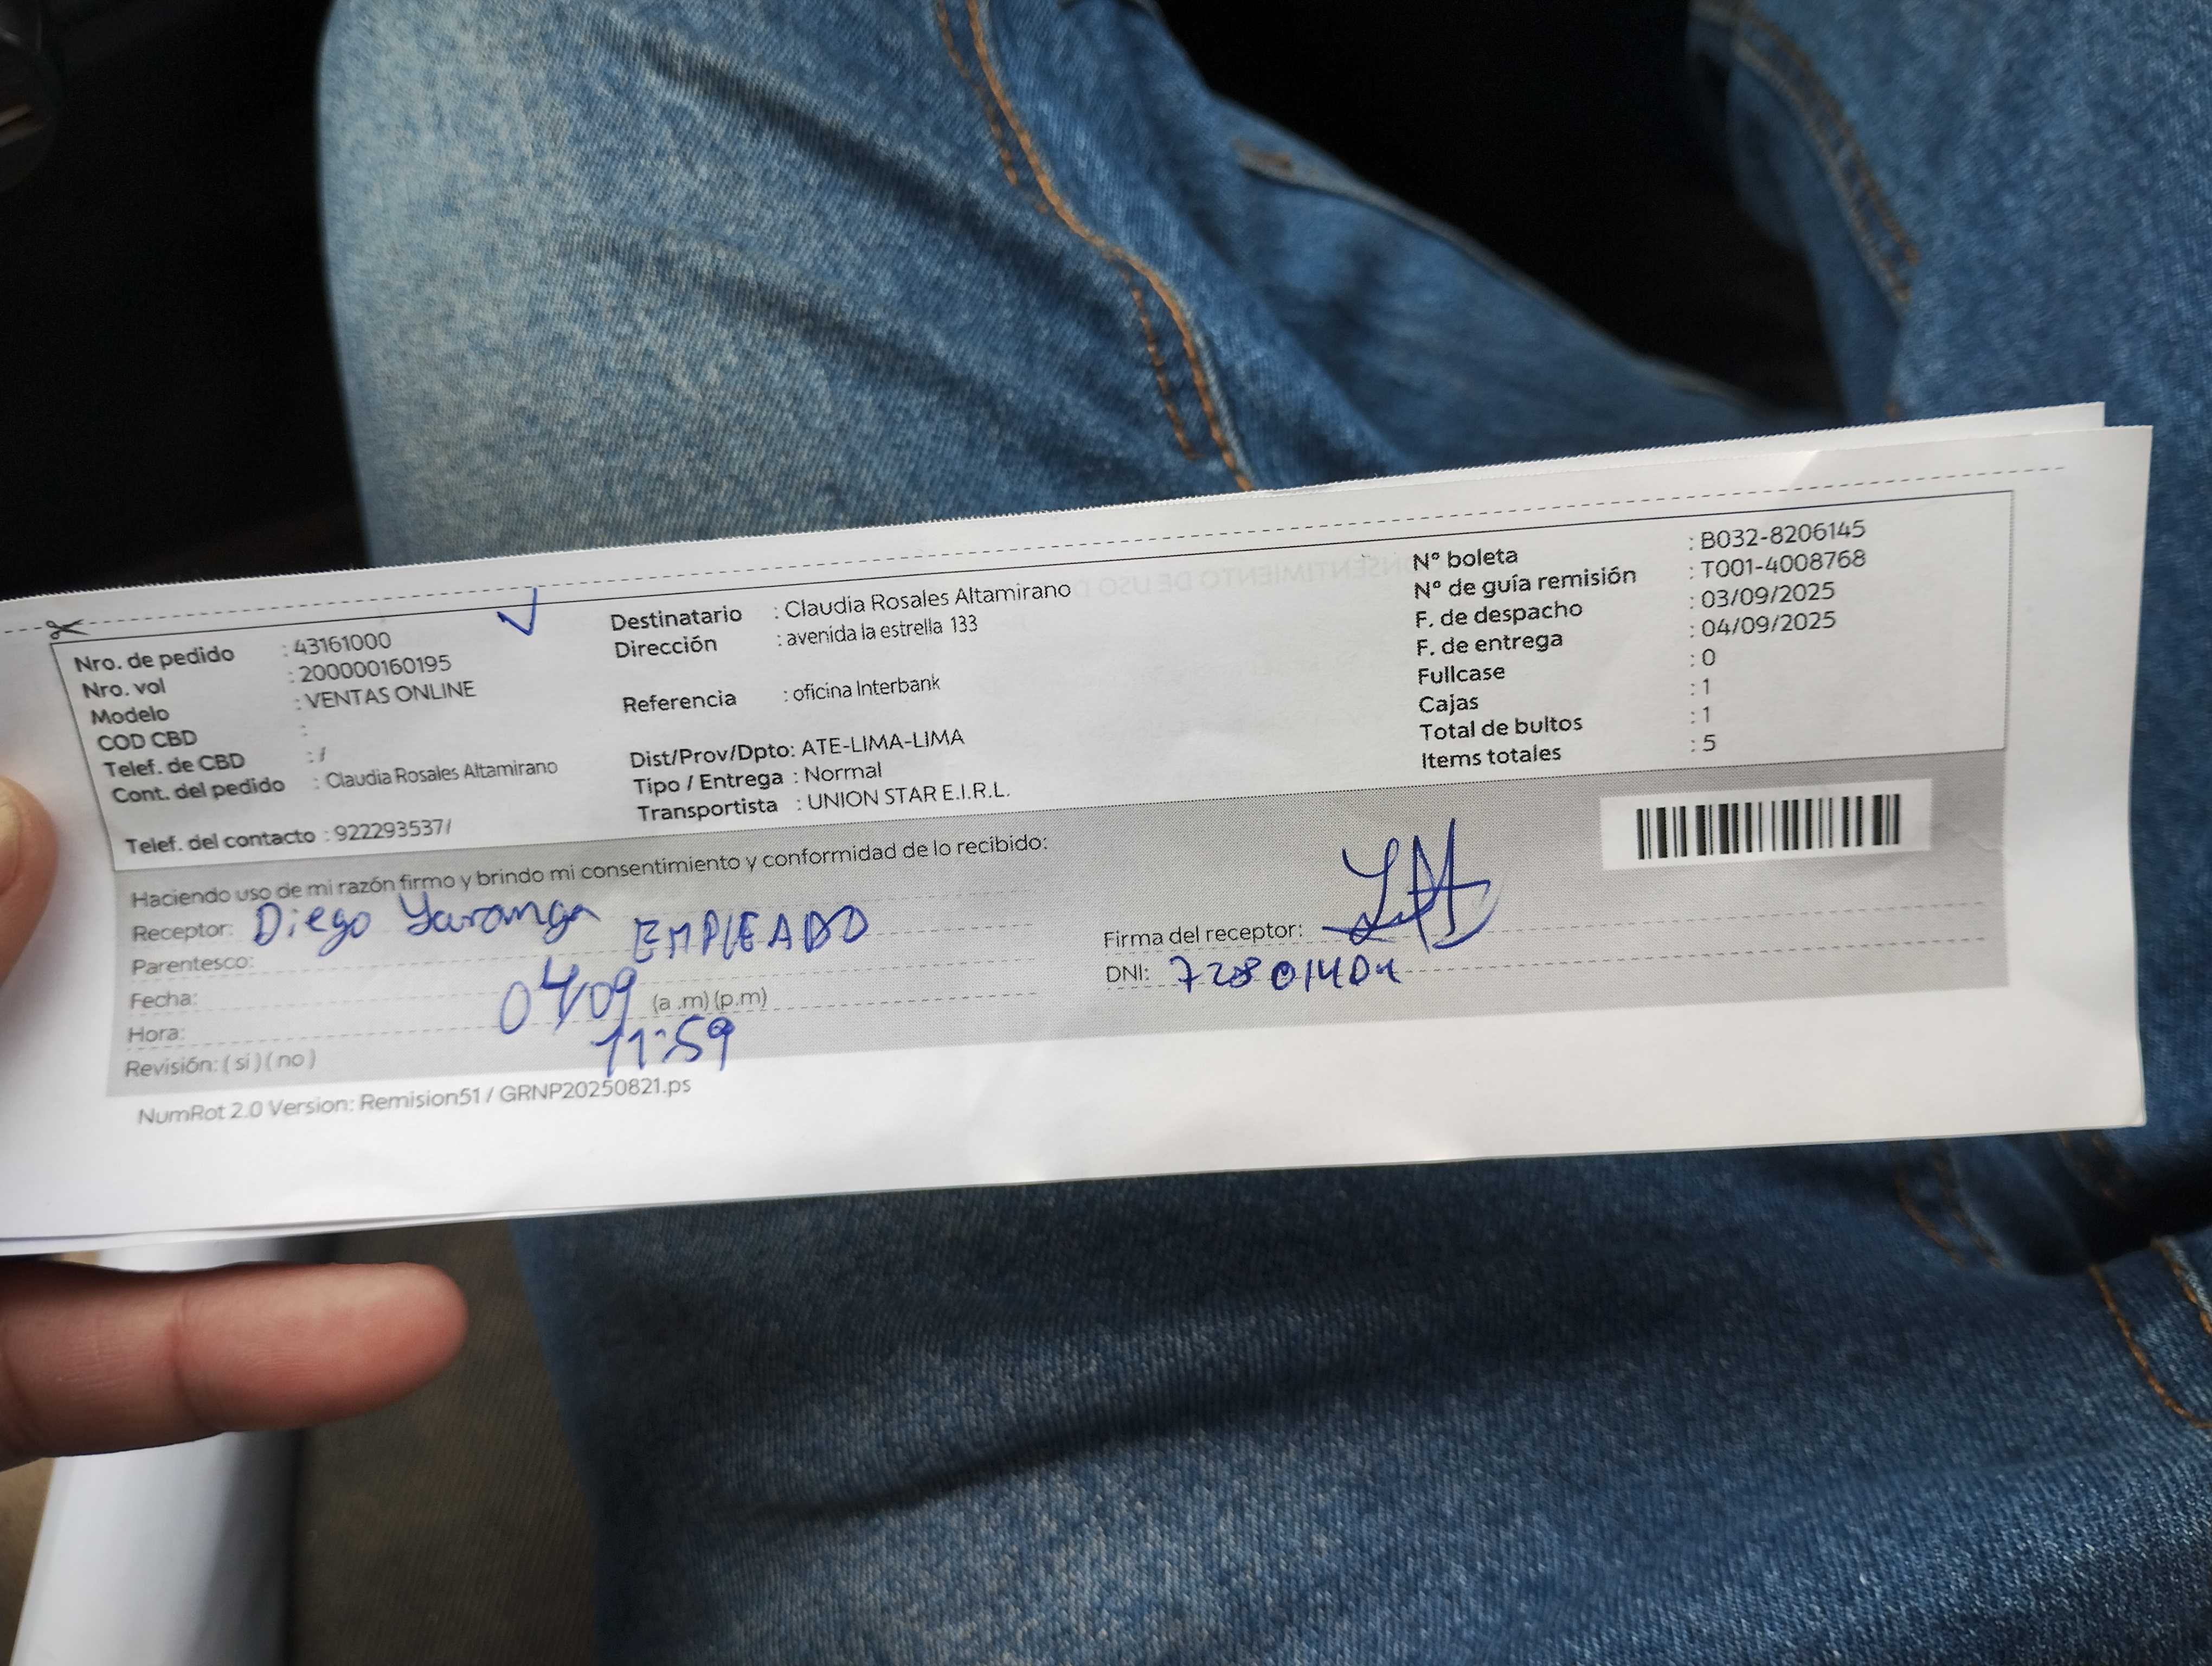 Nro. de pedido : 43161000
Nro. vol : 200000160195
Modelo : VENTAS ONLINE
COD CBD :
Telef. de CBD : /
Cont. del pedido : Claudia Rosales Altamirano
Telef. del contacto : 922293537/
Destinatario : Claudia Rosales Altamirano
Dirección : avenida la estrella 133
Referencia : oficina Interbank
Dist/Prov/Dpto: ATE-LIMA-LIMA
Tipo / Entrega : Normal
Transportista : UNION STAR E.I.R.L.
N° boleta : B032-8206145
N° de guía remisión : T001-4008768
F. de despacho : 03/09/2025
F. de entrega : 04/09/2025
Fullcase : 0
Cajas : 1
Total de bultos : 1
Items totales : 5
Haciendo uso de mi razón firmo y brindo mi consentimiento y conformidad de lo recibido:
Receptor: Diego Yaranga
Parentesco: EMPLEADO
Fecha: 04/09
Hora: 11:59 (a .m) (p.m)
Revisión: ( si ) ( no )
Firma del receptor:
DNI:
NumRot 2.0 Version: Remision51 / GRNP20250821.ps